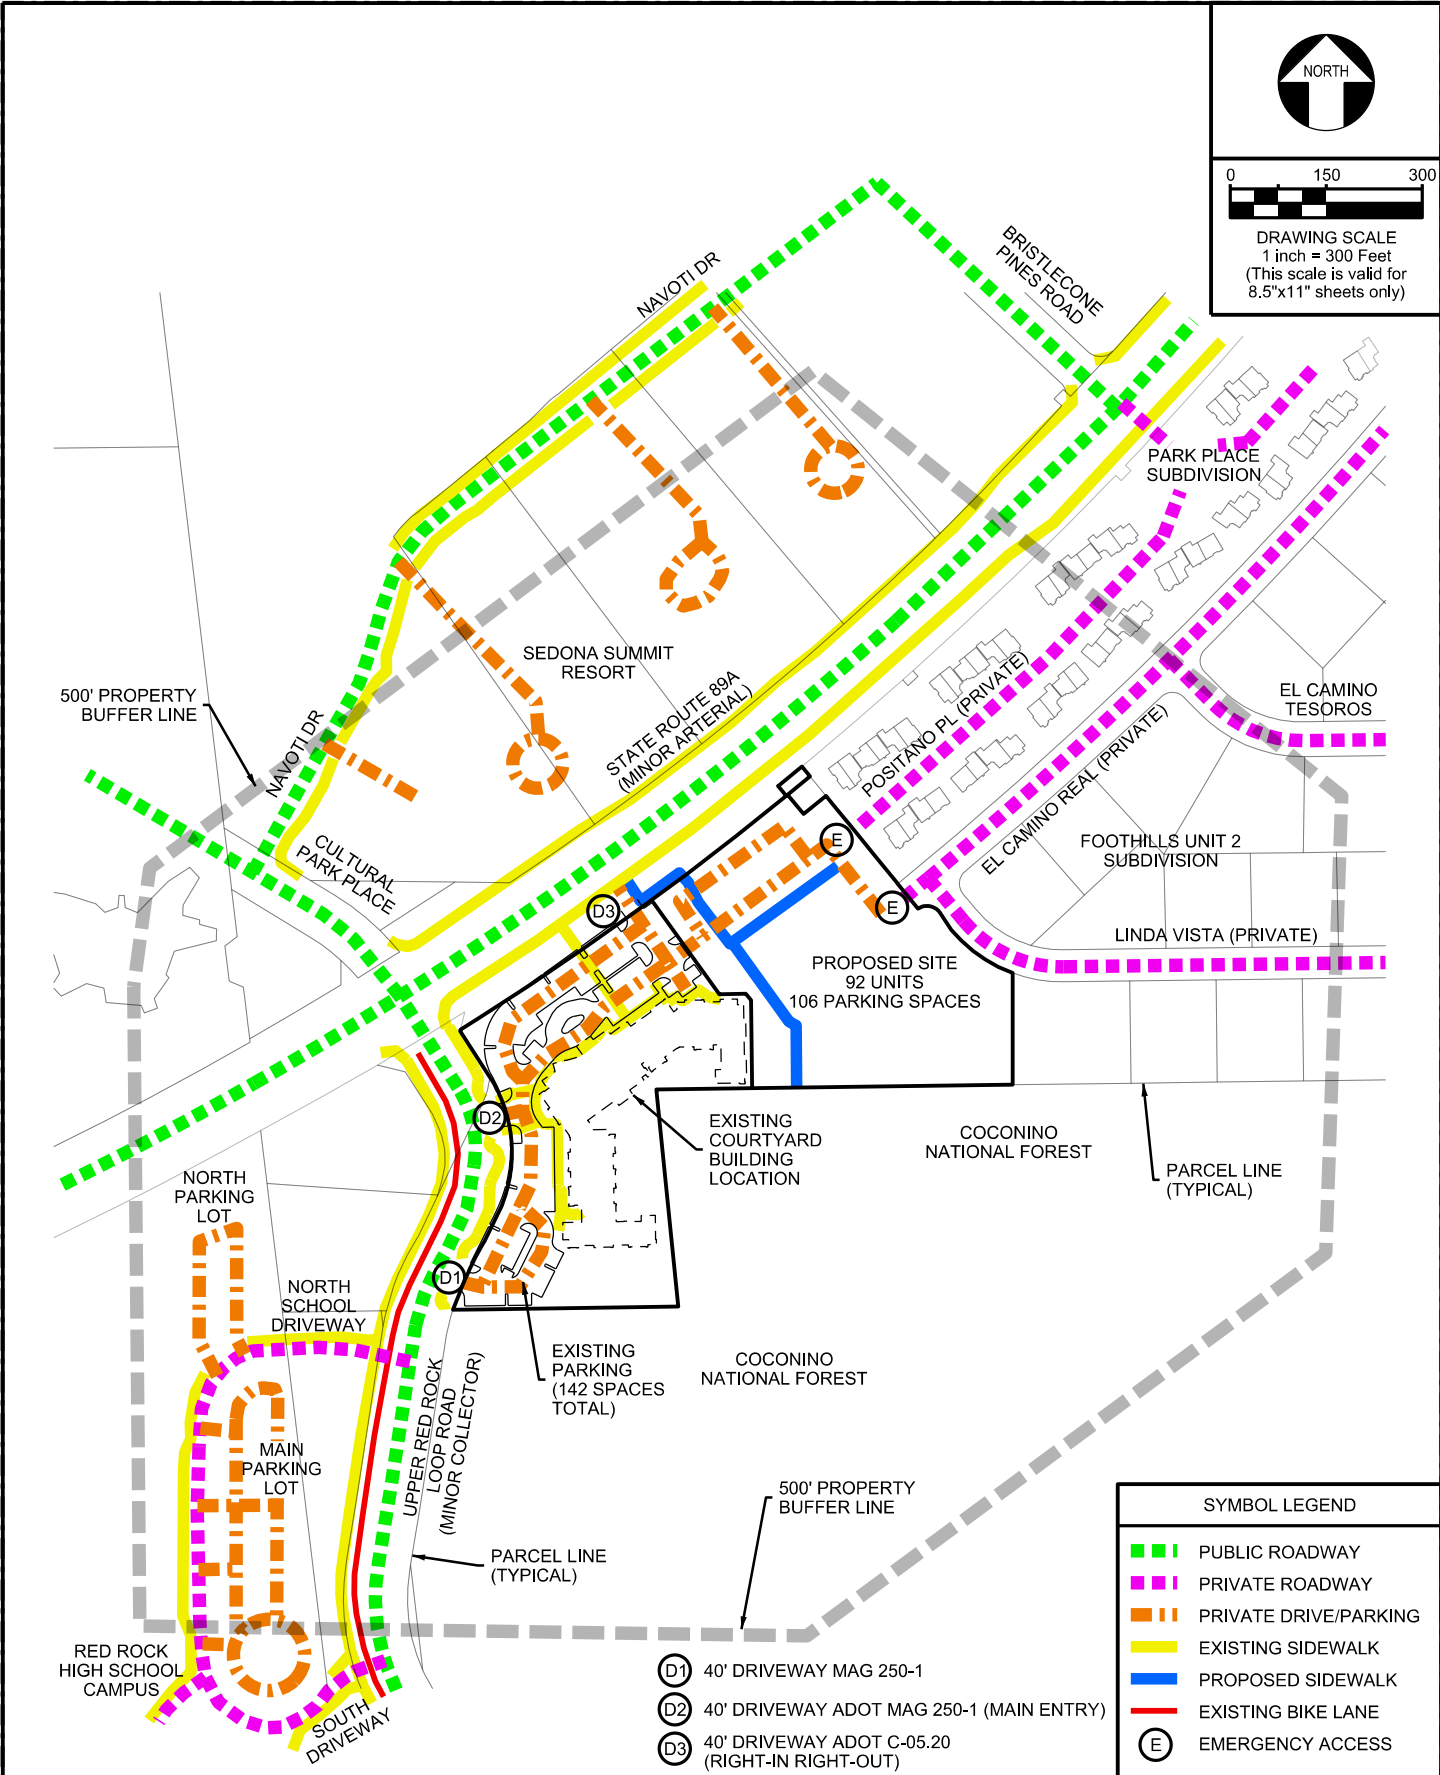 NORTH
0 150 300
DRAWING SCALE
1 inch = 300 Feet
(This scale is valid for
8.5"x11" sheets only)
NAVOTI DR
BRISTLECONE
PINES ROAD
PARK PLACE
SUBDIVISION
SEDONA SUMMIT
RESORT
500' PROPERTY
BUFFER LINE
NAVOTI DR
STATE ROUTE 89A
(MINOR ARTERIAL)
POSITANO PL (PRIVATE)
EL CAMINO REAL (PRIVATE)
EL CAMINO
TESOROS
CULTURAL
PARK PLACE
FOOTHILLS UNIT 2
SUBDIVISION
E
E
D3
LINDA VISTA (PRIVATE)
PROPOSED SITE
92 UNITS
106 PARKING SPACES
D2
EXISTING
COURTYARD
BUILDING
LOCATION
COCONINO
NATIONAL FOREST
PARCEL LINE
(TYPICAL)
NORTH
PARKING
LOT
D1
NORTH
SCHOOL
DRIVEWAY
EXISTING
PARKING
(142 SPACES
TOTAL)
COCONINO
NATIONAL FOREST
UPPER RED ROCK
LOOP ROAD
(MINOR COLLECTOR)
MAIN
PARKING
LOT
500' PROPERTY
BUFFER LINE
PARCEL LINE
(TYPICAL)
RED ROCK
HIGH SCHOOL
CAMPUS
SOUTH
DRIVEWAY
D1 40' DRIVEWAY MAG 250-1
D2 40' DRIVEWAY ADOT MAG 250-1 (MAIN ENTRY)
D3 40' DRIVEWAY ADOT C-05.20
(RIGHT-IN RIGHT-OUT)
SYMBOL LEGEND
PUBLIC ROADWAY
PRIVATE ROADWAY
PRIVATE DRIVE/PARKING
EXISTING SIDEWALK
PROPOSED SIDEWALK
EXISTING BIKE LANE
E EMERGENCY ACCESS